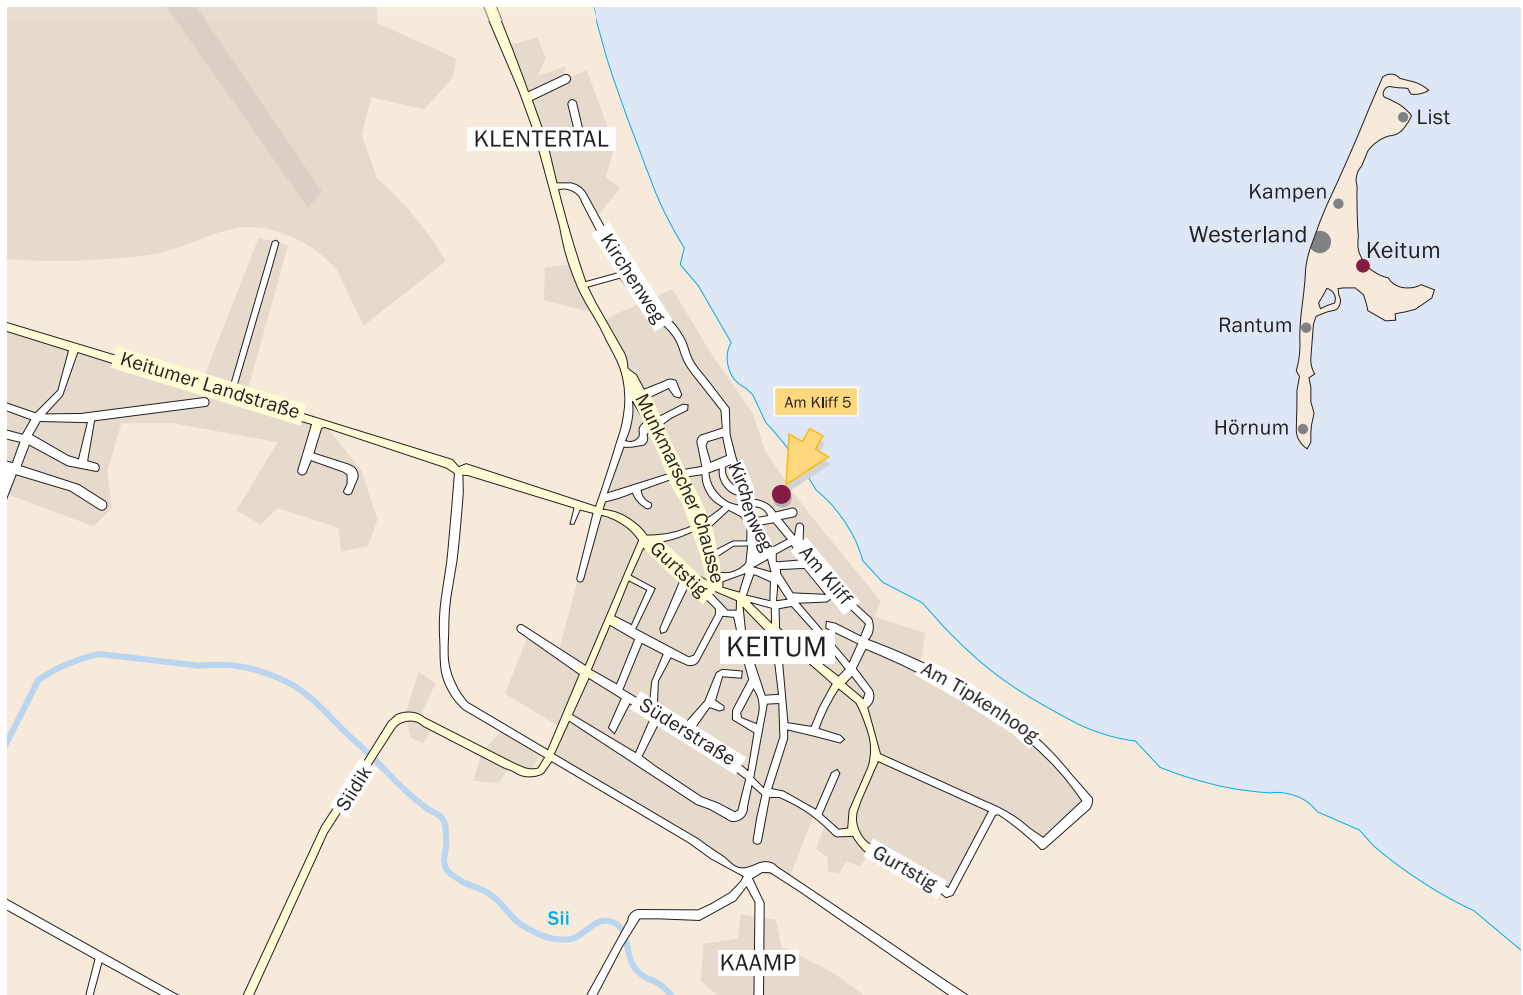 KLENTERTAL
List
Kampen
Westerland
Keitum
Kirchenweg
Rantum
Keitumer Landstraße
Am Kliff 5
Munkmarscher Chausse
Hörnum
Kirchenweg
Gurtstig
Am Kliff
KEITUM
Am Tipkenhoog
Süderstraße
Siidik
Gurtstig
Sii
KAAMP